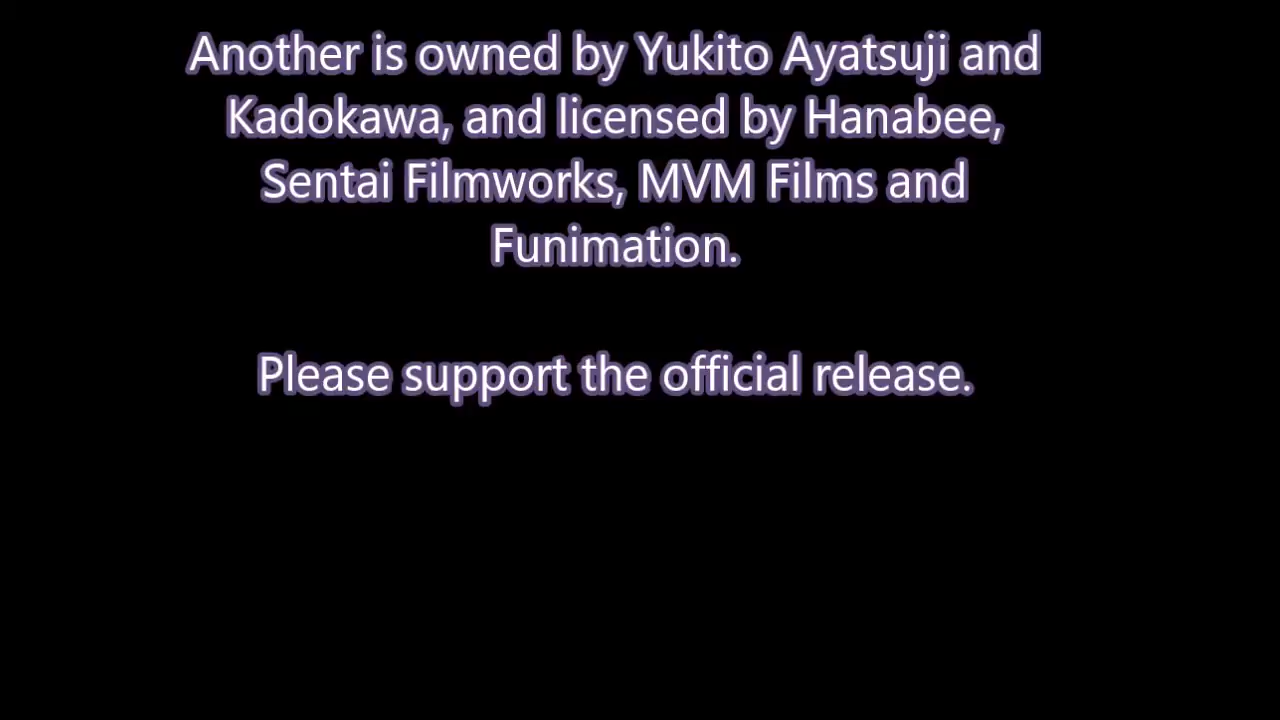 Another is owned by Yukito Ayatsuji and
Kadokawa, and licensed by Hanabee,
Sentai Filmworks, MVM Films and
Funimation.
Please support the official release.